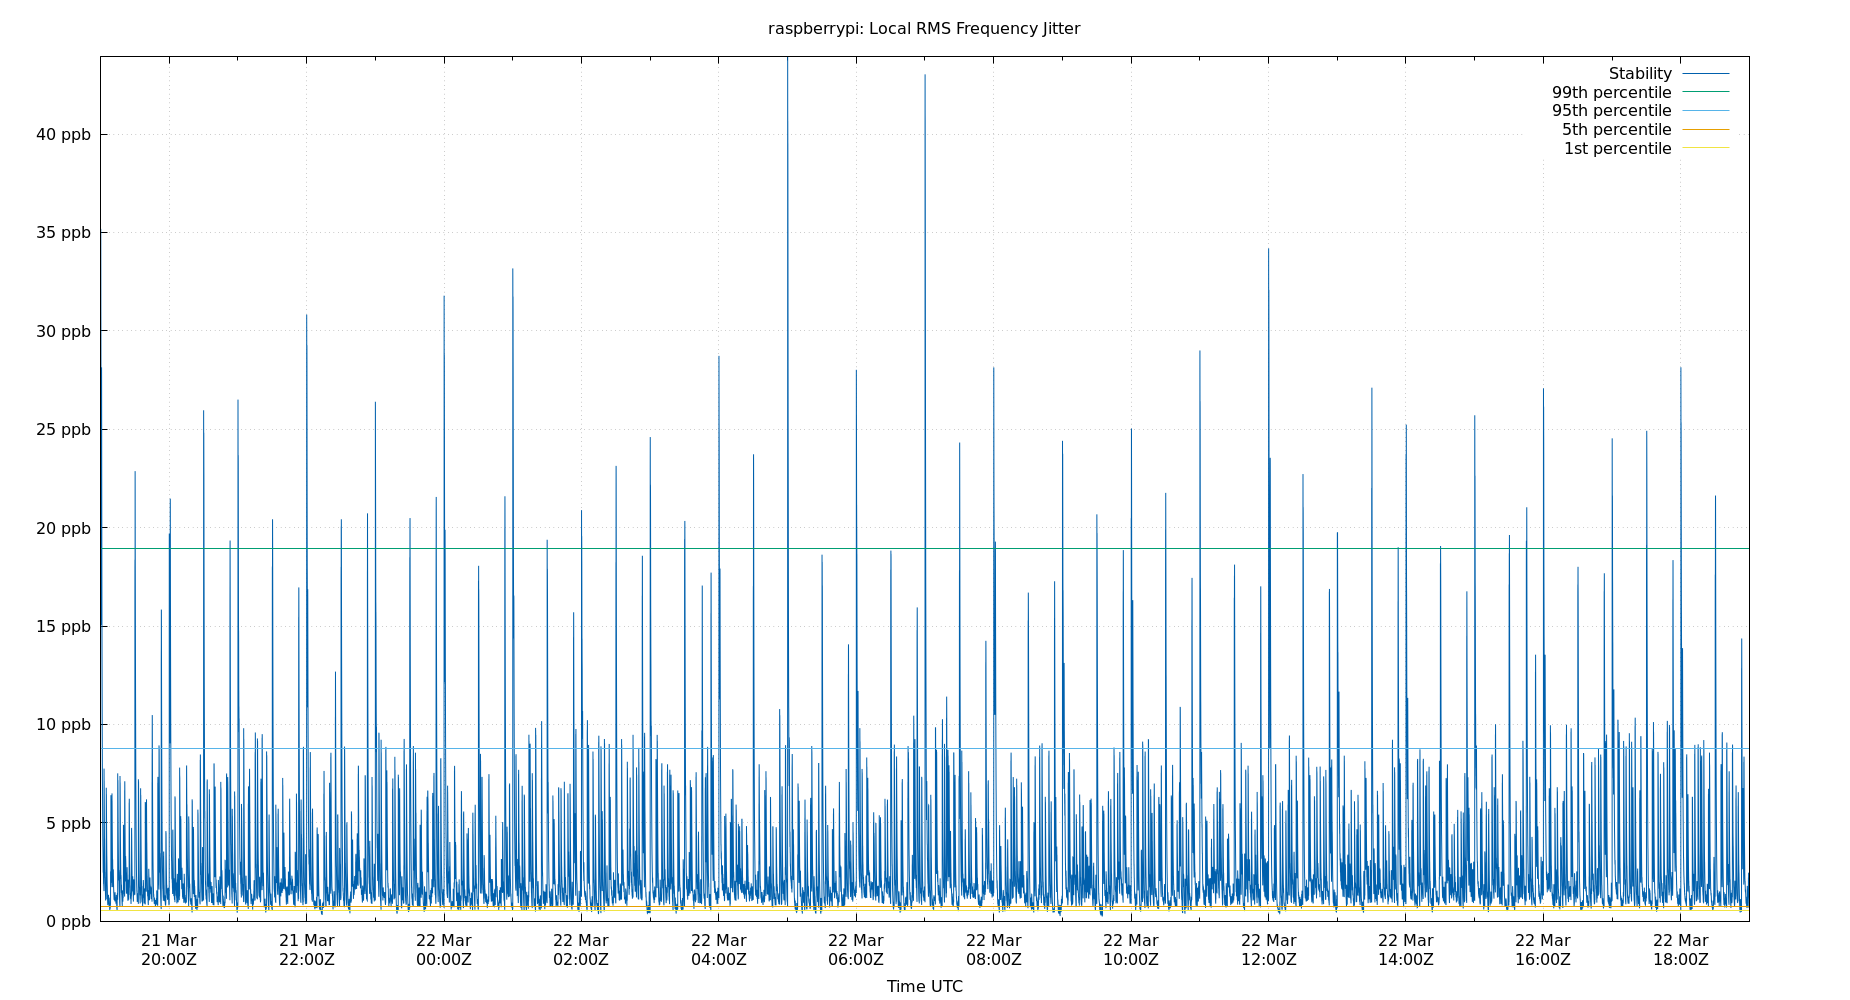 raspberrypi: Local RMS Frequency Jitter
Stability
99th percentile
95th percentile
5th percentile
1st percentile
40 ppb
35 ppb
30 ppb
25 ppb
20 ppb
15 ppb
10 ppb
5 ppb
0 ppb
21 Mar 21 Mar 22 Mar 22 Mar 22 Mar 22 Mar 22 Mar 22 Mar 22 Mar 22 Mar 22 Mar 22 Mar
20:00Z 22:00Z 00:00Z 02:00Z 04:00Z 06:00Z 08:00Z 10:00Z 12:00Z 14:00Z 16:00Z 18:00Z
Time UTC